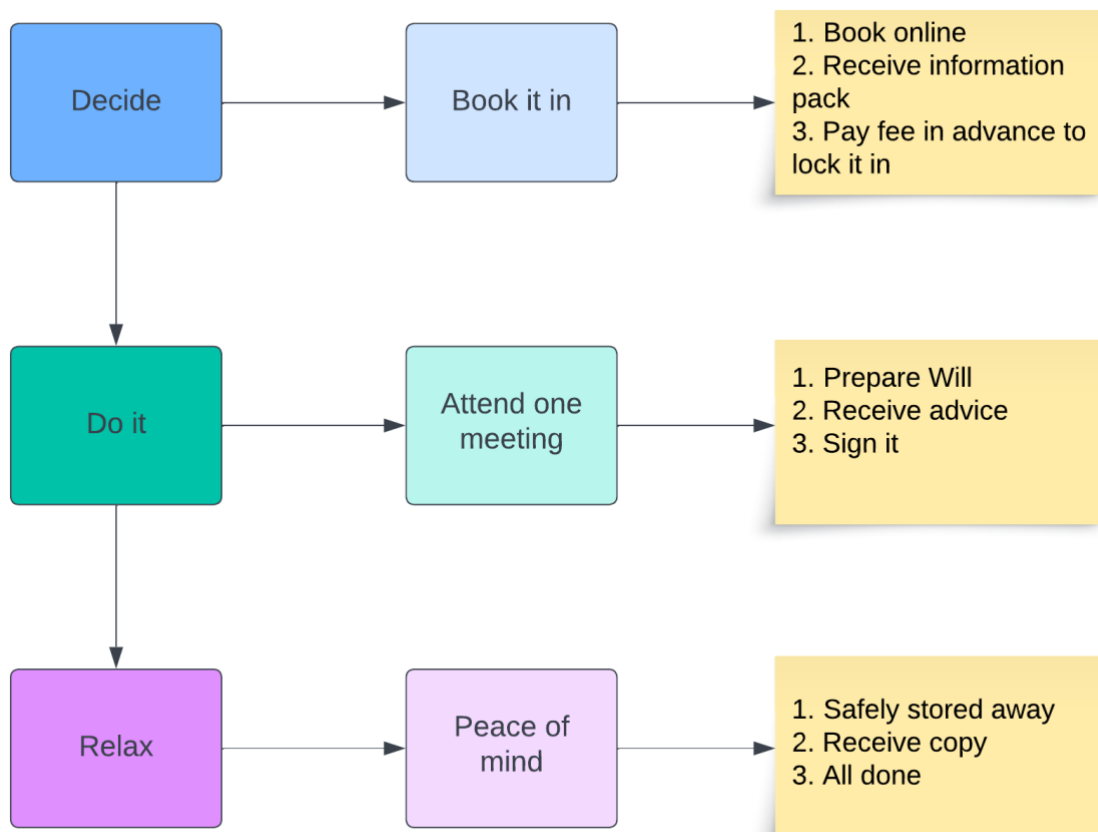 Decide
Book it in
1. Book online
2. Receive information
pack
3. Pay fee in advance to
lock it in
Do it
Attend one
meeting
1. Prepare Will
2. Receive advice
3. Sign it
Relax
Peace of
mind
1. Safely stored away
2. Receive copy
3. All done